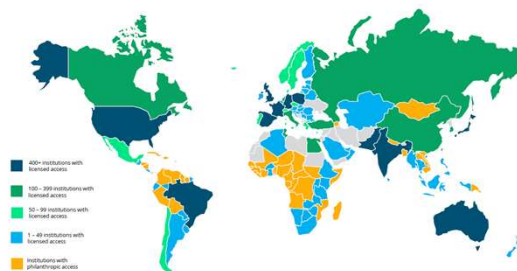 400+ institutions with
licensed access
100 – 399 institutions with
licensed access
50 – 99 institutions with
licensed access
1 – 49 institutions with
licensed access
Institutions with
philanthropic access